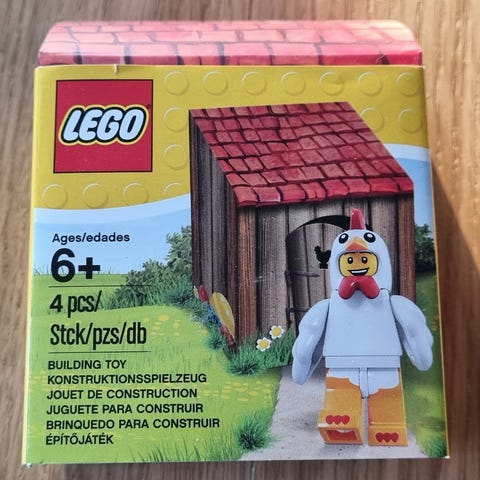 LEGO
Ages/edades
6+
4 pcs/
Stck/pzs/db
BUILDING TOY
KONSTRUKTIONSSPIELZEUG
JOUET DE CONSTRUCTION
JUGUETE PARA CONSTRUIR
BRINQUEDO PARA CONSTRUIR
ÉPÍTŐJÁTÉK